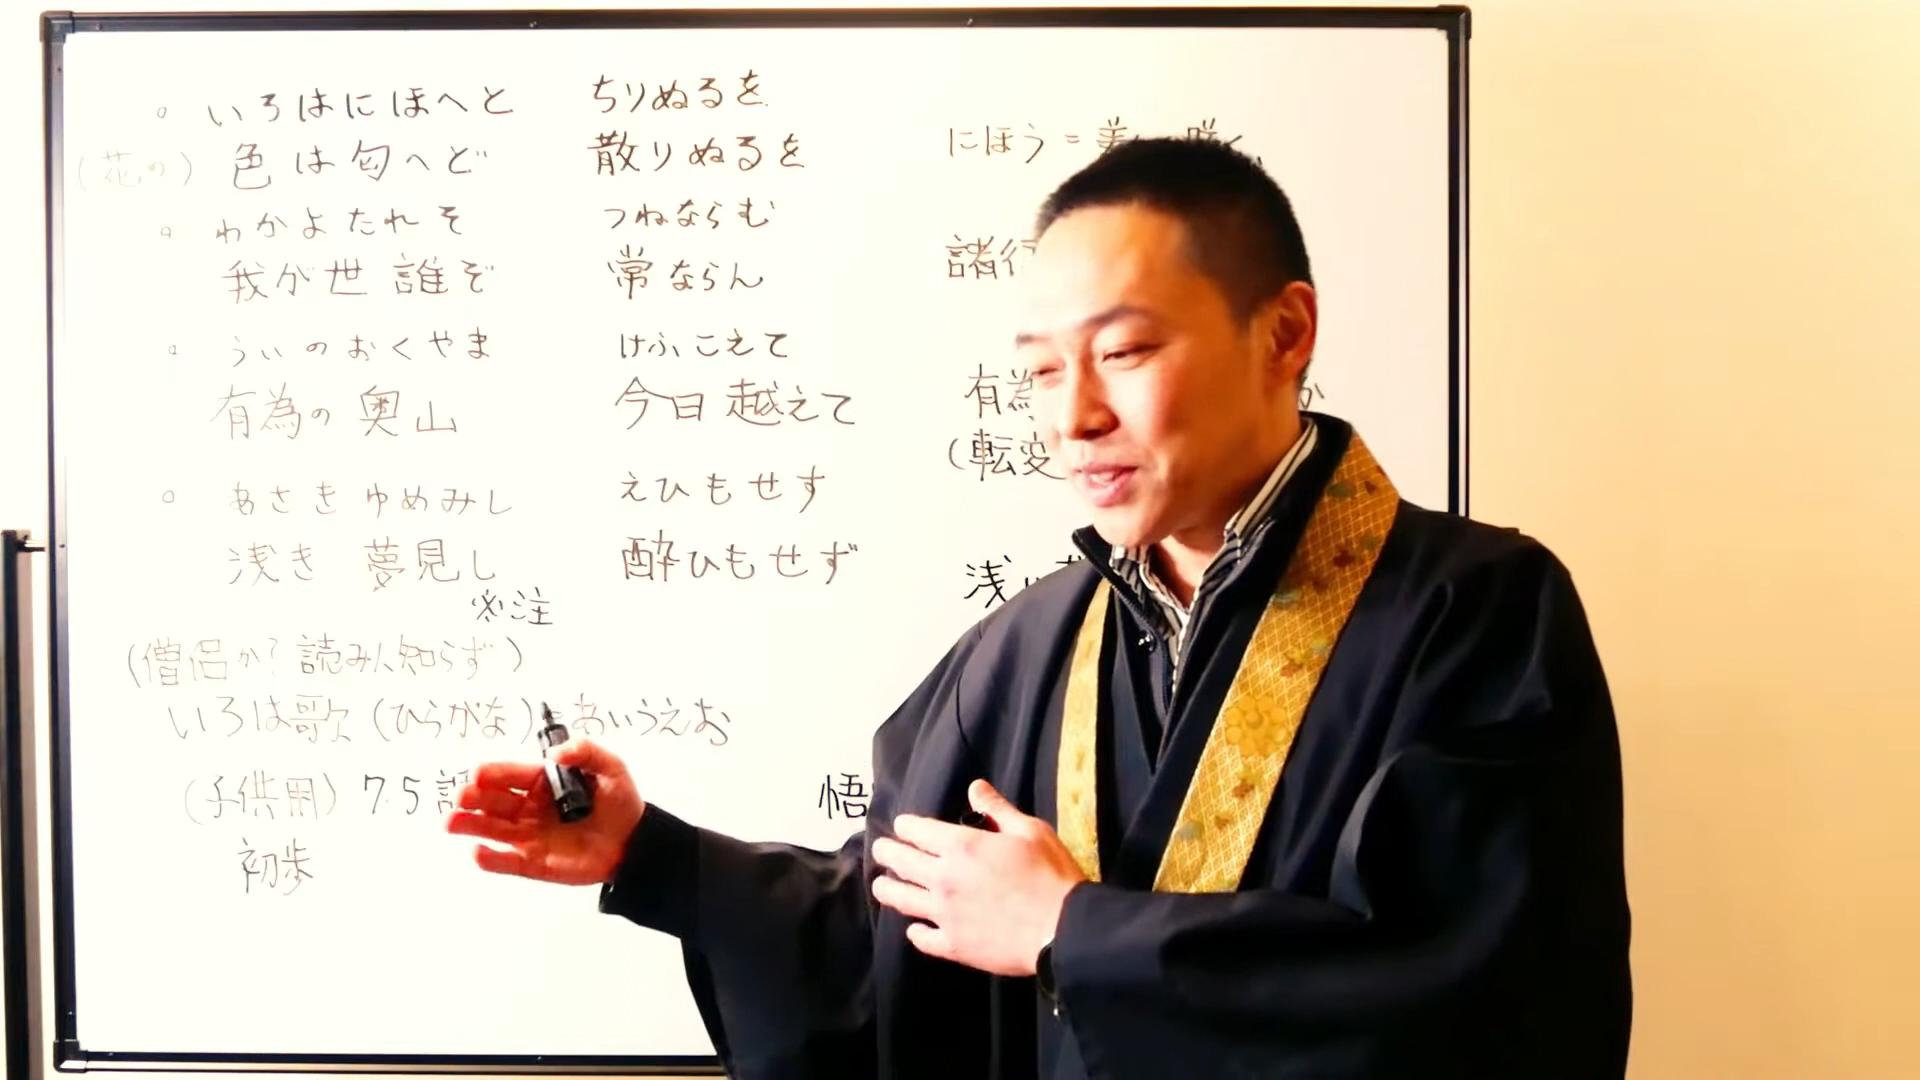 いろはにほへと ちりぬるを
(花の) 色は匂へど 散りぬるを
わかよたれそ つねならむ
我が世誰ぞ 常ならん
うゐのおくやま けふこえて
有為の奥山 今日越えて
あさきゆめみし ゑひもせす
浅き 夢見し 酔ひもせず
※注
(僧侶か?読み人知らず)
いろは歌(ひらがな) あいうえお
(子供用) 7.5
初歩
にほう=美 咲く
諸行
有為 か
(転変
浅い
悟